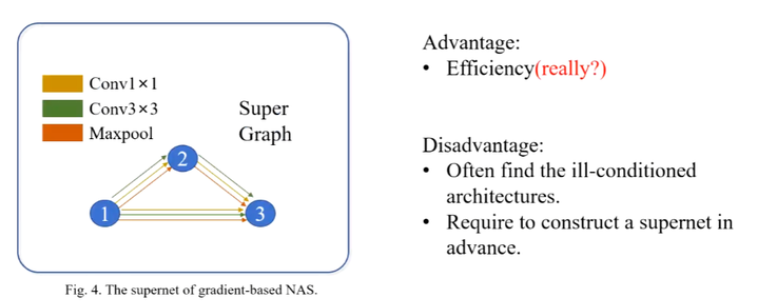 Conv1×1
Conv3×3
Maxpool
Super
Graph
1
2
3
Fig. 4. The supernet of gradient-based NAS.
Advantage:
• Efficiency(really?)
Disadvantage:
• Often find the ill-conditioned
architectures.
• Require to construct a supernet in
advance.